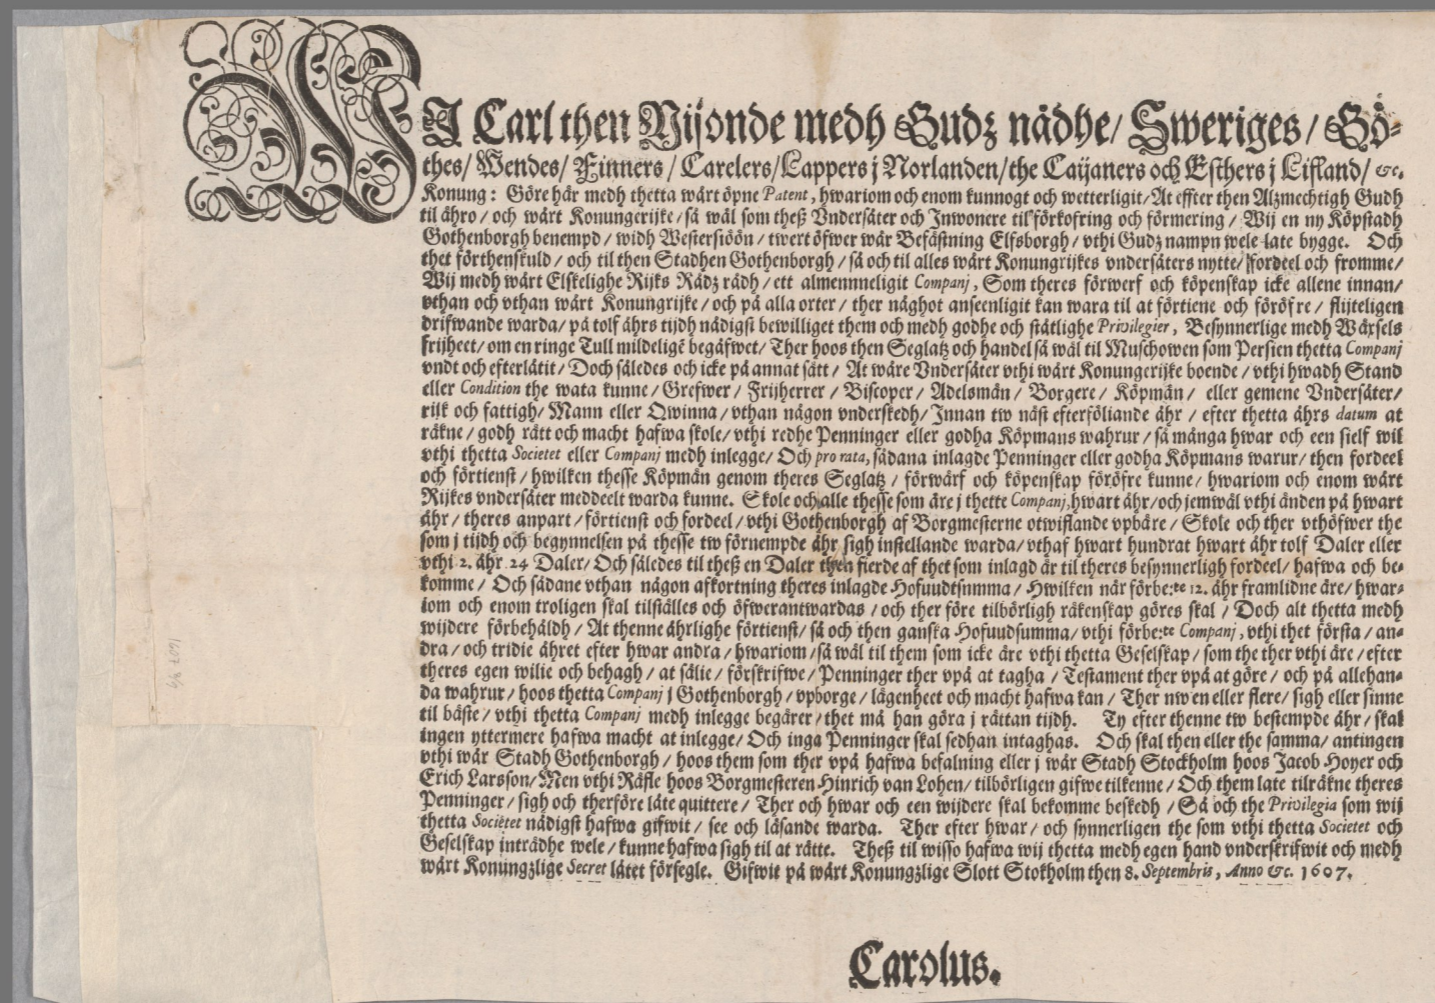 WJ Carl then Nijonde medh Gudz nådhe/ Sweriges/ Gö-
thes/ Wendes/ Finners/ Carelers/ Lappers j Norlanden/ the Caijaners och Esthers j Lifland/ &c.
Konung: Göre här medh thetta wårt öpne Patent, hwariom och enom kunnogt och wetterligit/ At effter then Alzmechtigh Gudh
til ähro/ och wårt Konungerijke/ så wäl som theß Vndersåter och Inwonere til förkofring och förmering/ Wij en ny Köpstadh
Gothenborgh benempd/ widh Westersiöön/ twert öfwer wår Befästning Elfsborgh/ vthi Gudz nampn wele late bygge. Och
thet förthenskuld/ och til then Stadhen Gothenborgh/ så och til alles wårt Konungrijkes vndersåters nytte/ fordeel och fromme/
Wij medh wårt Elskelighe Rijks Rådz rådh/ ett almennneligit Companj, Som theres förwerf och köpenskap icke allene innan/
vthan och vthan wårt Konungrijke/ och på alla orter/ ther någhot anseenligit kan wara til at förtiene och föröfre/ flijteligen
drifwande warda/ på tolf åhrs tijdh nådigst bewilliget them och medh godhe och ståtlighe Privilegier, Besynnerlige medh Wäxsels
frijheet/ om en ringe Tull mildeligē begåfwet/ Ther hoos then Seglatz och handel så wäl til Muschowen som Persien thetta Companj
vndt och efterlåtit/ Doch således och icke på annat sätt/ At wåre Vndersåter vthi wårt Konungerijke boende/ vthi hwadh Stand
eller Condition the wara kunne/ Grefwer/ Frijherrer/ Biscoper/ Adelsmän/ Borgere/ Köpmän/ eller gemene Vndersåter/
rijk och fattigh/ Mann eller Qwinna/ vthan någon vnderskedh/ Innan tw näst efterföliande åhr/ efter thetta åhrs datum at
räkne/ godh rätt och macht hafwa skole/ vthi redhe Penninger eller godha Köpmans wahrur/ så många hwar och een sielf wil
vthi thetta Societet eller Companj medh inlegge/ Och pro rata, sådana inlagde Penninger eller godha Köpmans warur/ then fordeel
och förtienst/ hwilken thesse Köpmän genom theres Seglatz/ förwärf och köpenskap föröfre kunne/ hwariom och enom wårt
Rijkes vndersåter meddeelt warda kunne. Skole och alle thesse som äre j thette Companj, hwart åhr/ och jemwäl vthi änden på hwart
åhr/ theres anpart/ förtienst och fordeel/ vthi Gothenborgh af Borgmesterne otwiflande vpbäre/ Skole och ther vthöfwer the
som j tijdh och begynnelsen på thesse tw förnempde åhr sigh instellande warda/ vthaf hwart hundrat hwart åhr tolf Daler eller
vthi 2. åhr 24 Daler/ Och således til theß en Daler then fierde af thet som inlagd är til theres besynnerligh fordeel/ hafwa och be-
komme/ Och sådane vthan någon afkortning theres inlagde Hofuudtsumma/ Hwilken när förbe:te 12. åhr framlidne äre/ hwar-
iom och enom troligen skal tilställes och öfwerantwardas/ och ther före tilbörligh räkenskap göres skal/ Doch alt thetta medh
wijdere förbehåldh/ At thenne åhrlighe förtienst/ så och then ganska Hofuudsumma/ vthi förbe:te Companj, vthi thet första/ an-
dra/ och tridie åhret efter hwar andra/ hwariom/ så wäl til them som icke äre vthi thetta Geselskap/ som the ther vthi äre/ efter
theres egen wilie och behagh/ at sälie/ förskrifwe/ Penninger ther vpå at tagha/ Testament ther vpå at göre/ och på allehan-
da wahrur/ hoos thetta Companj j Gothenborgh/ vpborge/ lägenheet och macht hafwa kan/ Ther nw en eller flere/ sigh eller sinne
til bäste/ vthi thetta Companj medh inlegge begärer/ thet må han göra j rättan tijdh. Ty efter thenne tw bestempde åhr/ skal
ingen yttermere hafwa macht at inlegge/ Och inga Penninger skal sedhan intaghas. Och skal then eller the samma/ antingen
vthi wår Stadh Gothenborgh/ hoos them som ther vpå hafwa befalning eller j wår Stadh Stockholm hoos Jacob Hoyer och
Erich Larsson/ Men vthi Räfle hoos Borgmesteren Hinrich van Lohen/ tilbörligen gifwe tilkenne/ Och them late tilräkne theres
Penninger/ sigh och therföre läte quittere/ Ther och hwar och een wijdere skal bekomme beskedh/ Så och the Privilegia som wij
thetta Societet nådigst hafwa gifwit/ see och läsande warda. Ther efter hwar/ och synnerligen the som vthi thetta Societet och
Geselskap inträdhe wele/ kunne hafwa sigh til at rätte. Theß til wisso hafwa wij thetta medh egen hand vnderskrifwit och medh
wårt Konungzlige Secret låtet försegle. Gifwit på wårt Konungzlige Slott Stokholm then 8. Septembris, Anno &c. 1607.
Carolus.